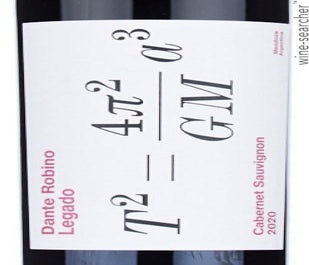 Dante Robino
Legado
T² = 4π² a³
GM
Cabernet Sauvignon
2020
Mendoza
Argentina
wine-searcher